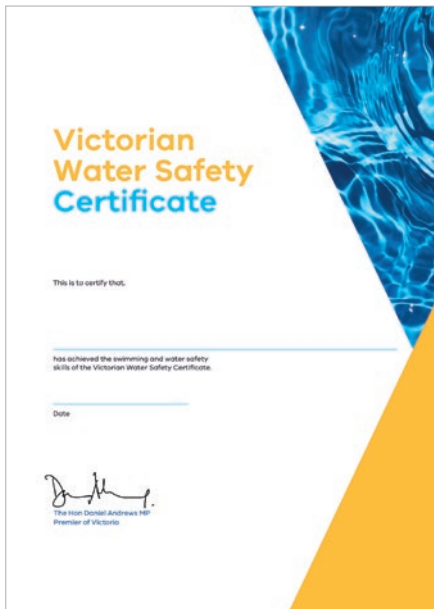 Victorian
Water Safety
Certificate
This is to certify that,
has achieved the swimming and water safety
skills of the Victorian Water Safety Certificate.
Date
The Hon Daniel Andrews MP
Premier of Victoria